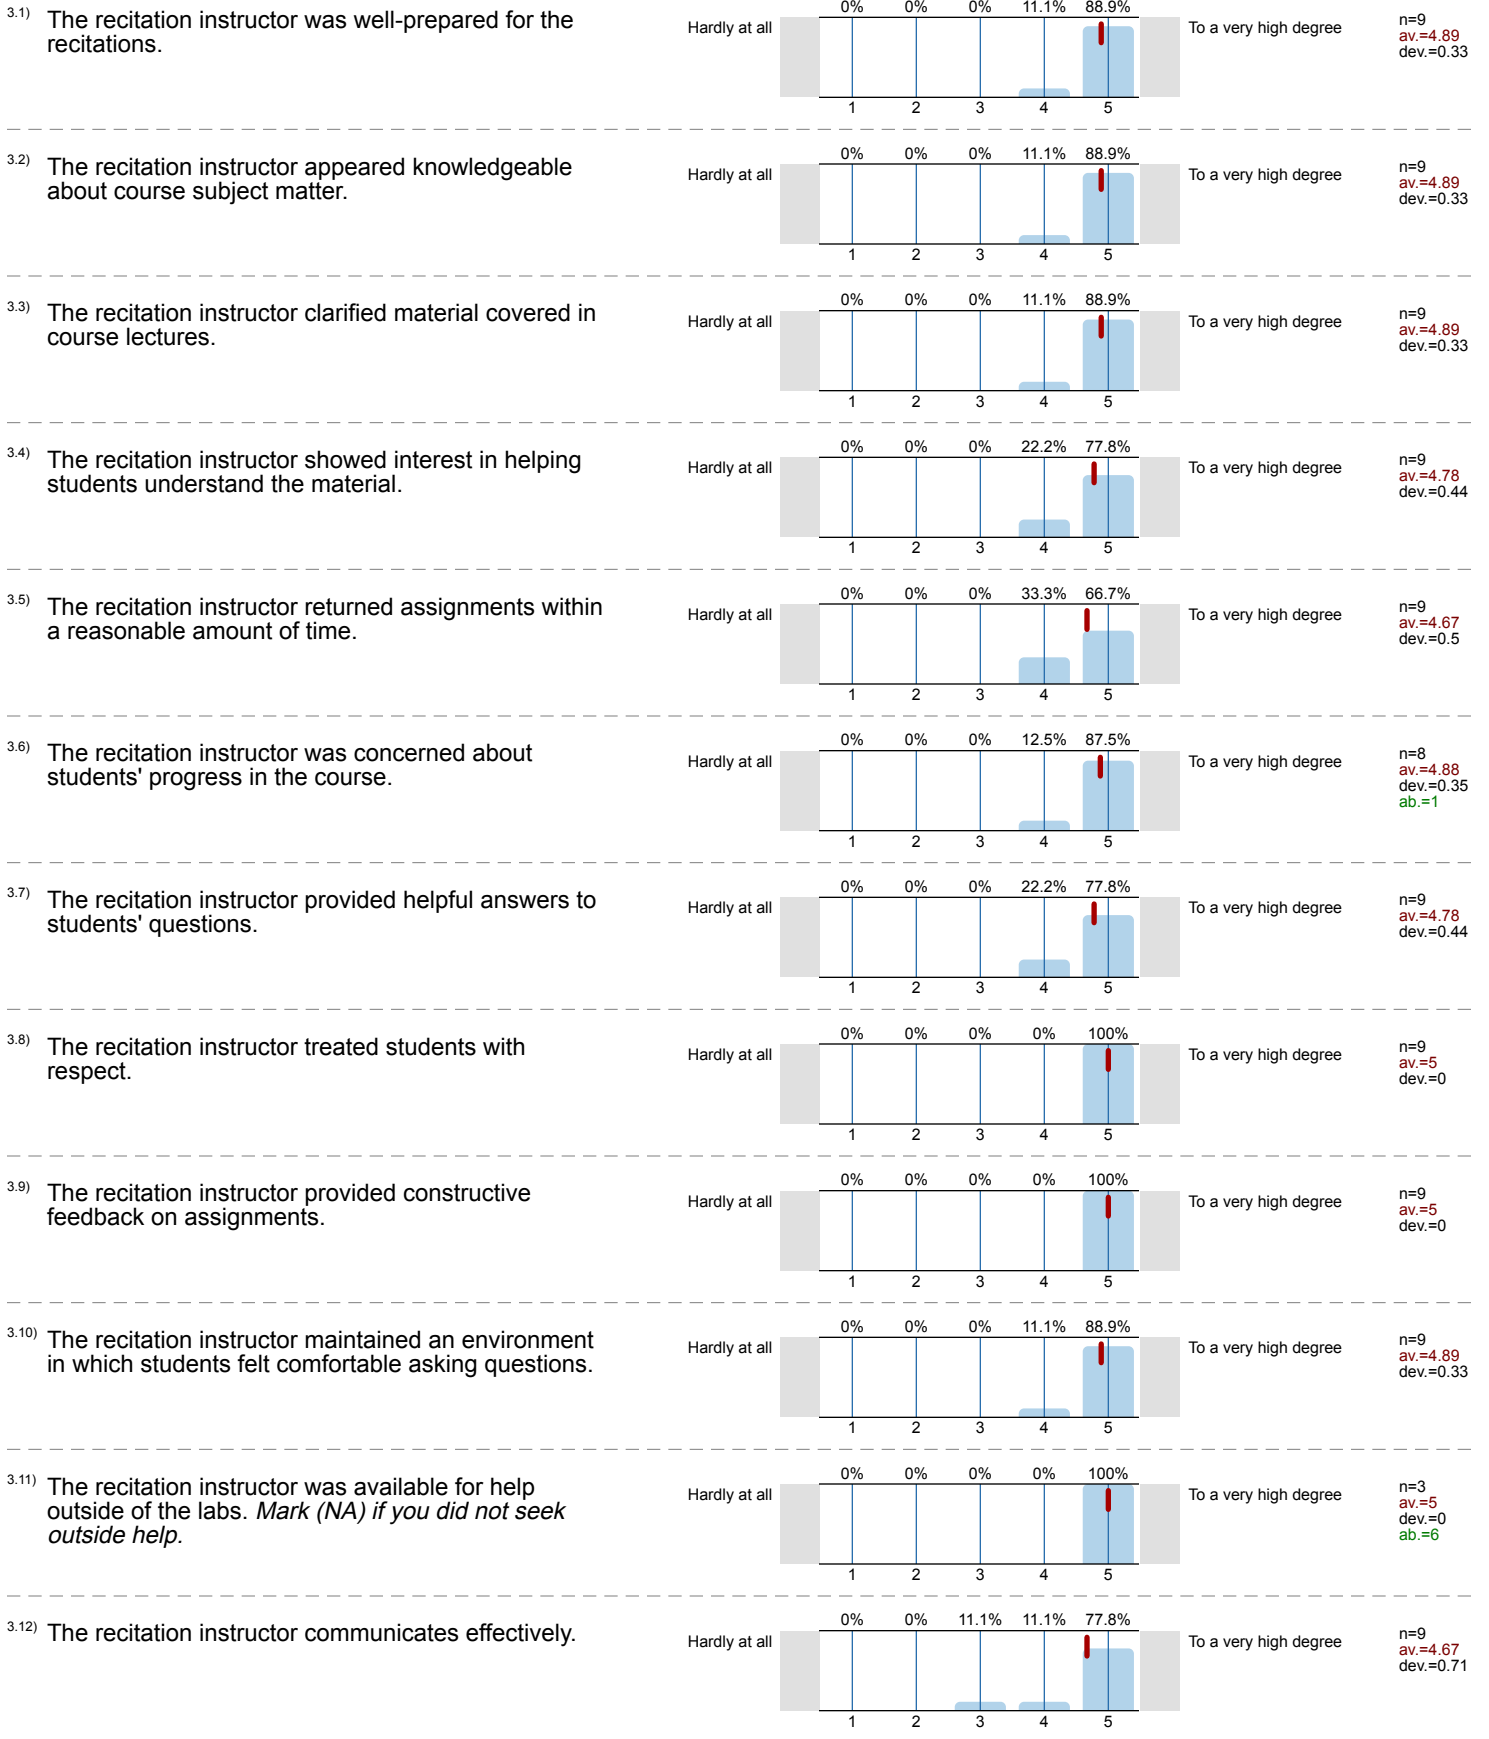 3.1) The recitation instructor was well-prepared for the
recitations.
0% 0% 0% 11.1% 88.9%
Hardly at all To a very high degree
1 2 3 4 5
n=9
av.=4.89
dev.=0.33
3.2) The recitation instructor appeared knowledgeable
about course subject matter.
0% 0% 0% 11.1% 88.9%
Hardly at all To a very high degree
1 2 3 4 5
n=9
av.=4.89
dev.=0.33
3.3) The recitation instructor clarified material covered in
course lectures.
0% 0% 0% 11.1% 88.9%
Hardly at all To a very high degree
1 2 3 4 5
n=9
av.=4.89
dev.=0.33
3.4) The recitation instructor showed interest in helping
students understand the material.
0% 0% 0% 22.2% 77.8%
Hardly at all To a very high degree
1 2 3 4 5
n=9
av.=4.78
dev.=0.44
3.5) The recitation instructor returned assignments within
a reasonable amount of time.
0% 0% 0% 33.3% 66.7%
Hardly at all To a very high degree
1 2 3 4 5
n=9
av.=4.67
dev.=0.5
3.6) The recitation instructor was concerned about
students' progress in the course.
0% 0% 0% 12.5% 87.5%
Hardly at all To a very high degree
1 2 3 4 5
n=8
av.=4.88
dev.=0.35
ab.=1
3.7) The recitation instructor provided helpful answers to
students' questions.
0% 0% 0% 22.2% 77.8%
Hardly at all To a very high degree
1 2 3 4 5
n=9
av.=4.78
dev.=0.44
3.8) The recitation instructor treated students with
respect.
0% 0% 0% 0% 100%
Hardly at all To a very high degree
1 2 3 4 5
n=9
av.=5
dev.=0
3.9) The recitation instructor provided constructive
feedback on assignments.
0% 0% 0% 0% 100%
Hardly at all To a very high degree
1 2 3 4 5
n=9
av.=5
dev.=0
3.10) The recitation instructor maintained an environment
in which students felt comfortable asking questions.
0% 0% 0% 11.1% 88.9%
Hardly at all To a very high degree
1 2 3 4 5
n=9
av.=4.89
dev.=0.33
3.11) The recitation instructor was available for help
outside of the labs. Mark (NA) if you did not seek
outside help.
0% 0% 0% 0% 100%
Hardly at all To a very high degree
1 2 3 4 5
n=3
av.=5
dev.=0
ab.=6
3.12) The recitation instructor communicates effectively.
0% 0% 11.1% 11.1% 77.8%
Hardly at all To a very high degree
1 2 3 4 5
n=9
av.=4.67
dev.=0.71